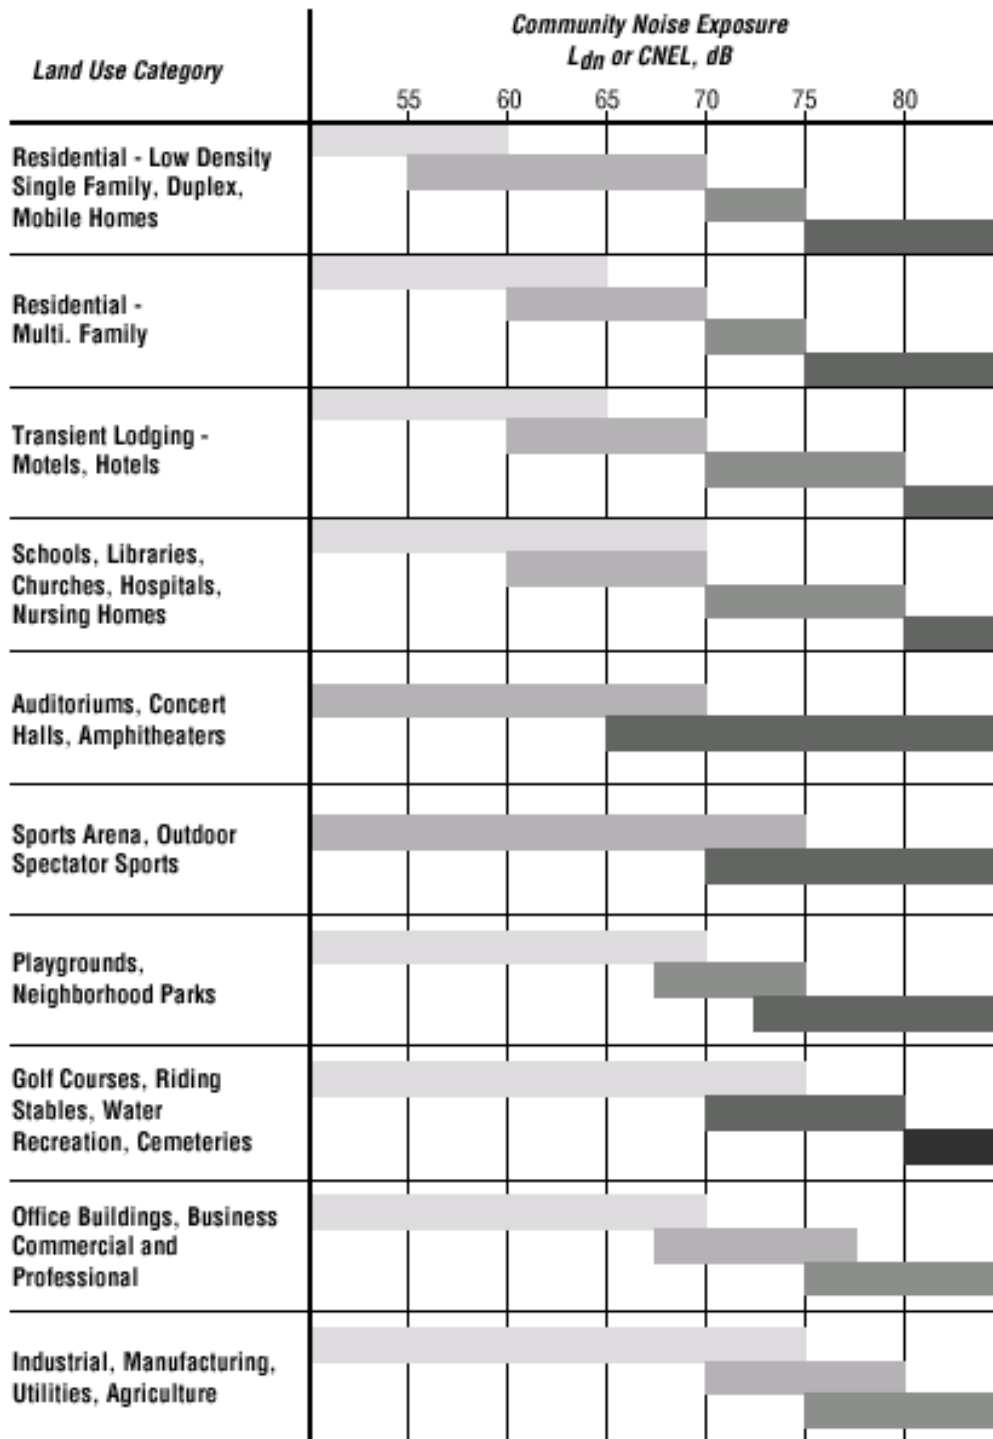 Community Noise Exposure
Ldn or CNEL, dB
Land Use Category
55 60 65 70 75 80
Residential - Low Density
Single Family, Duplex,
Mobile Homes
Residential -
Multi. Family
Transient Lodging -
Motels, Hotels
Schools, Libraries,
Churches, Hospitals,
Nursing Homes
Auditoriums, Concert
Halls, Amphitheaters
Sports Arena, Outdoor
Spectator Sports
Playgrounds,
Neighborhood Parks
Golf Courses, Riding
Stables, Water
Recreation, Cemeteries
Office Buildings, Business
Commercial and
Professional
Industrial, Manufacturing,
Utilities, Agriculture